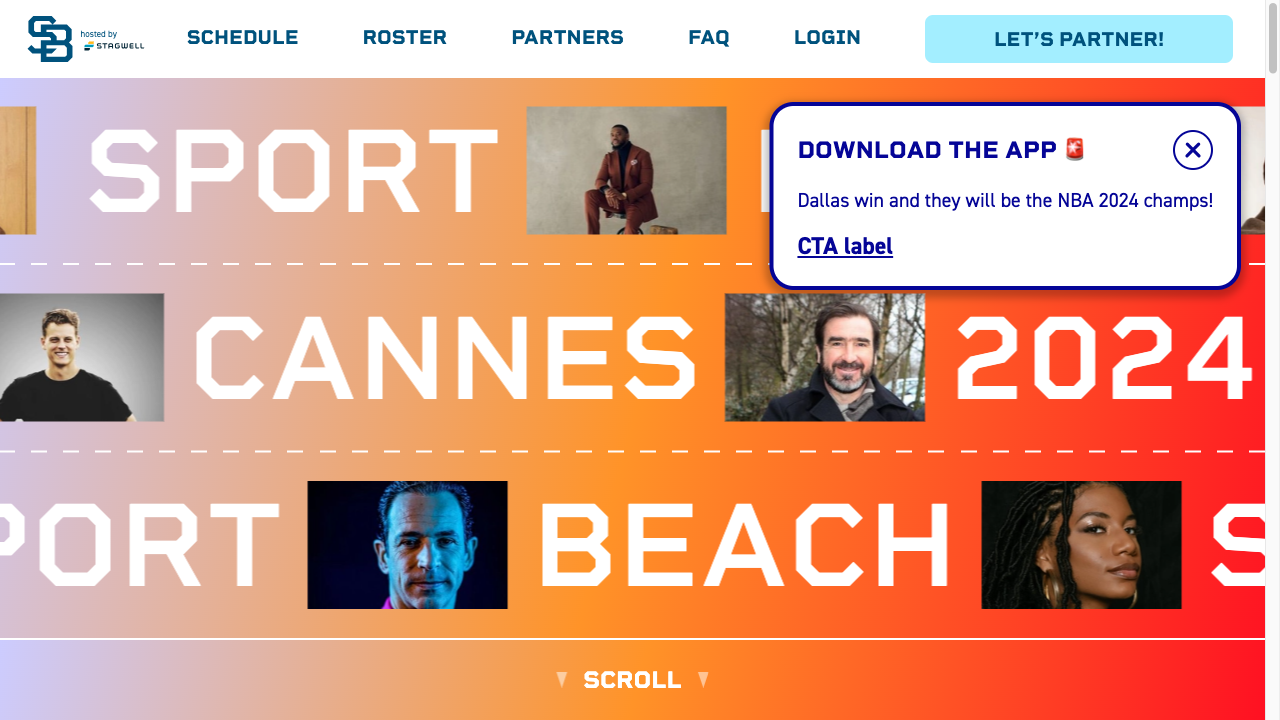 SB hosted by STAGWELL
SCHEDULE ROSTER PARTNERS FAQ LOGIN LET’S PARTNER!
SPORT
DOWNLOAD THE APP 🚨
Dallas win and they will be the NBA 2024 champs!
CTA label
CANNES 2024
PORT BEACH S
SCROLL